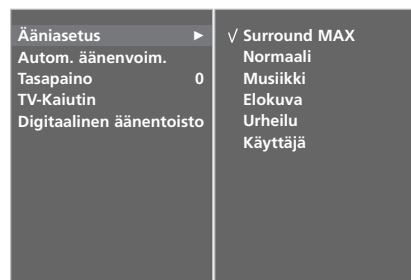 Ääniasetus ►
Autom. äänenvoim.
Tasapaino 0
TV-Kaiutin
Digitaalinen äänentoisto
√ Surround MAX
Normaali
Musiikki
Elokuva
Urheilu
Käyttäjä